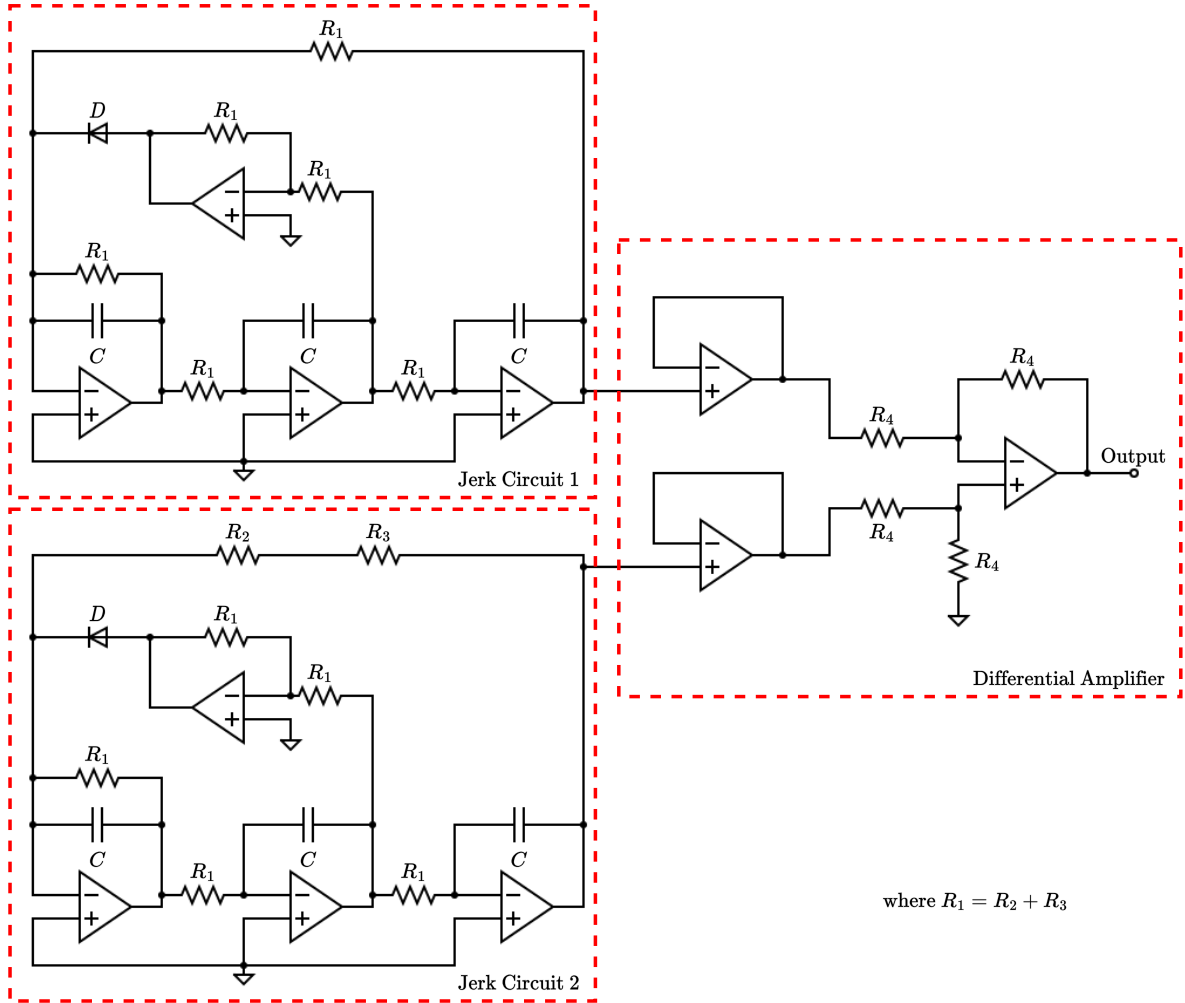 R₁
D
R₁
R₁
R₁
C
C
C
R₁
R₁
Jerk Circuit 1
R₄
R₄
Output
R₄
R₄
Differential Amplifier
R₂
R₃
D
R₁
R₁
R₁
C
C
C
R₁
R₁
Jerk Circuit 2
where R₁ = R₂ + R₃